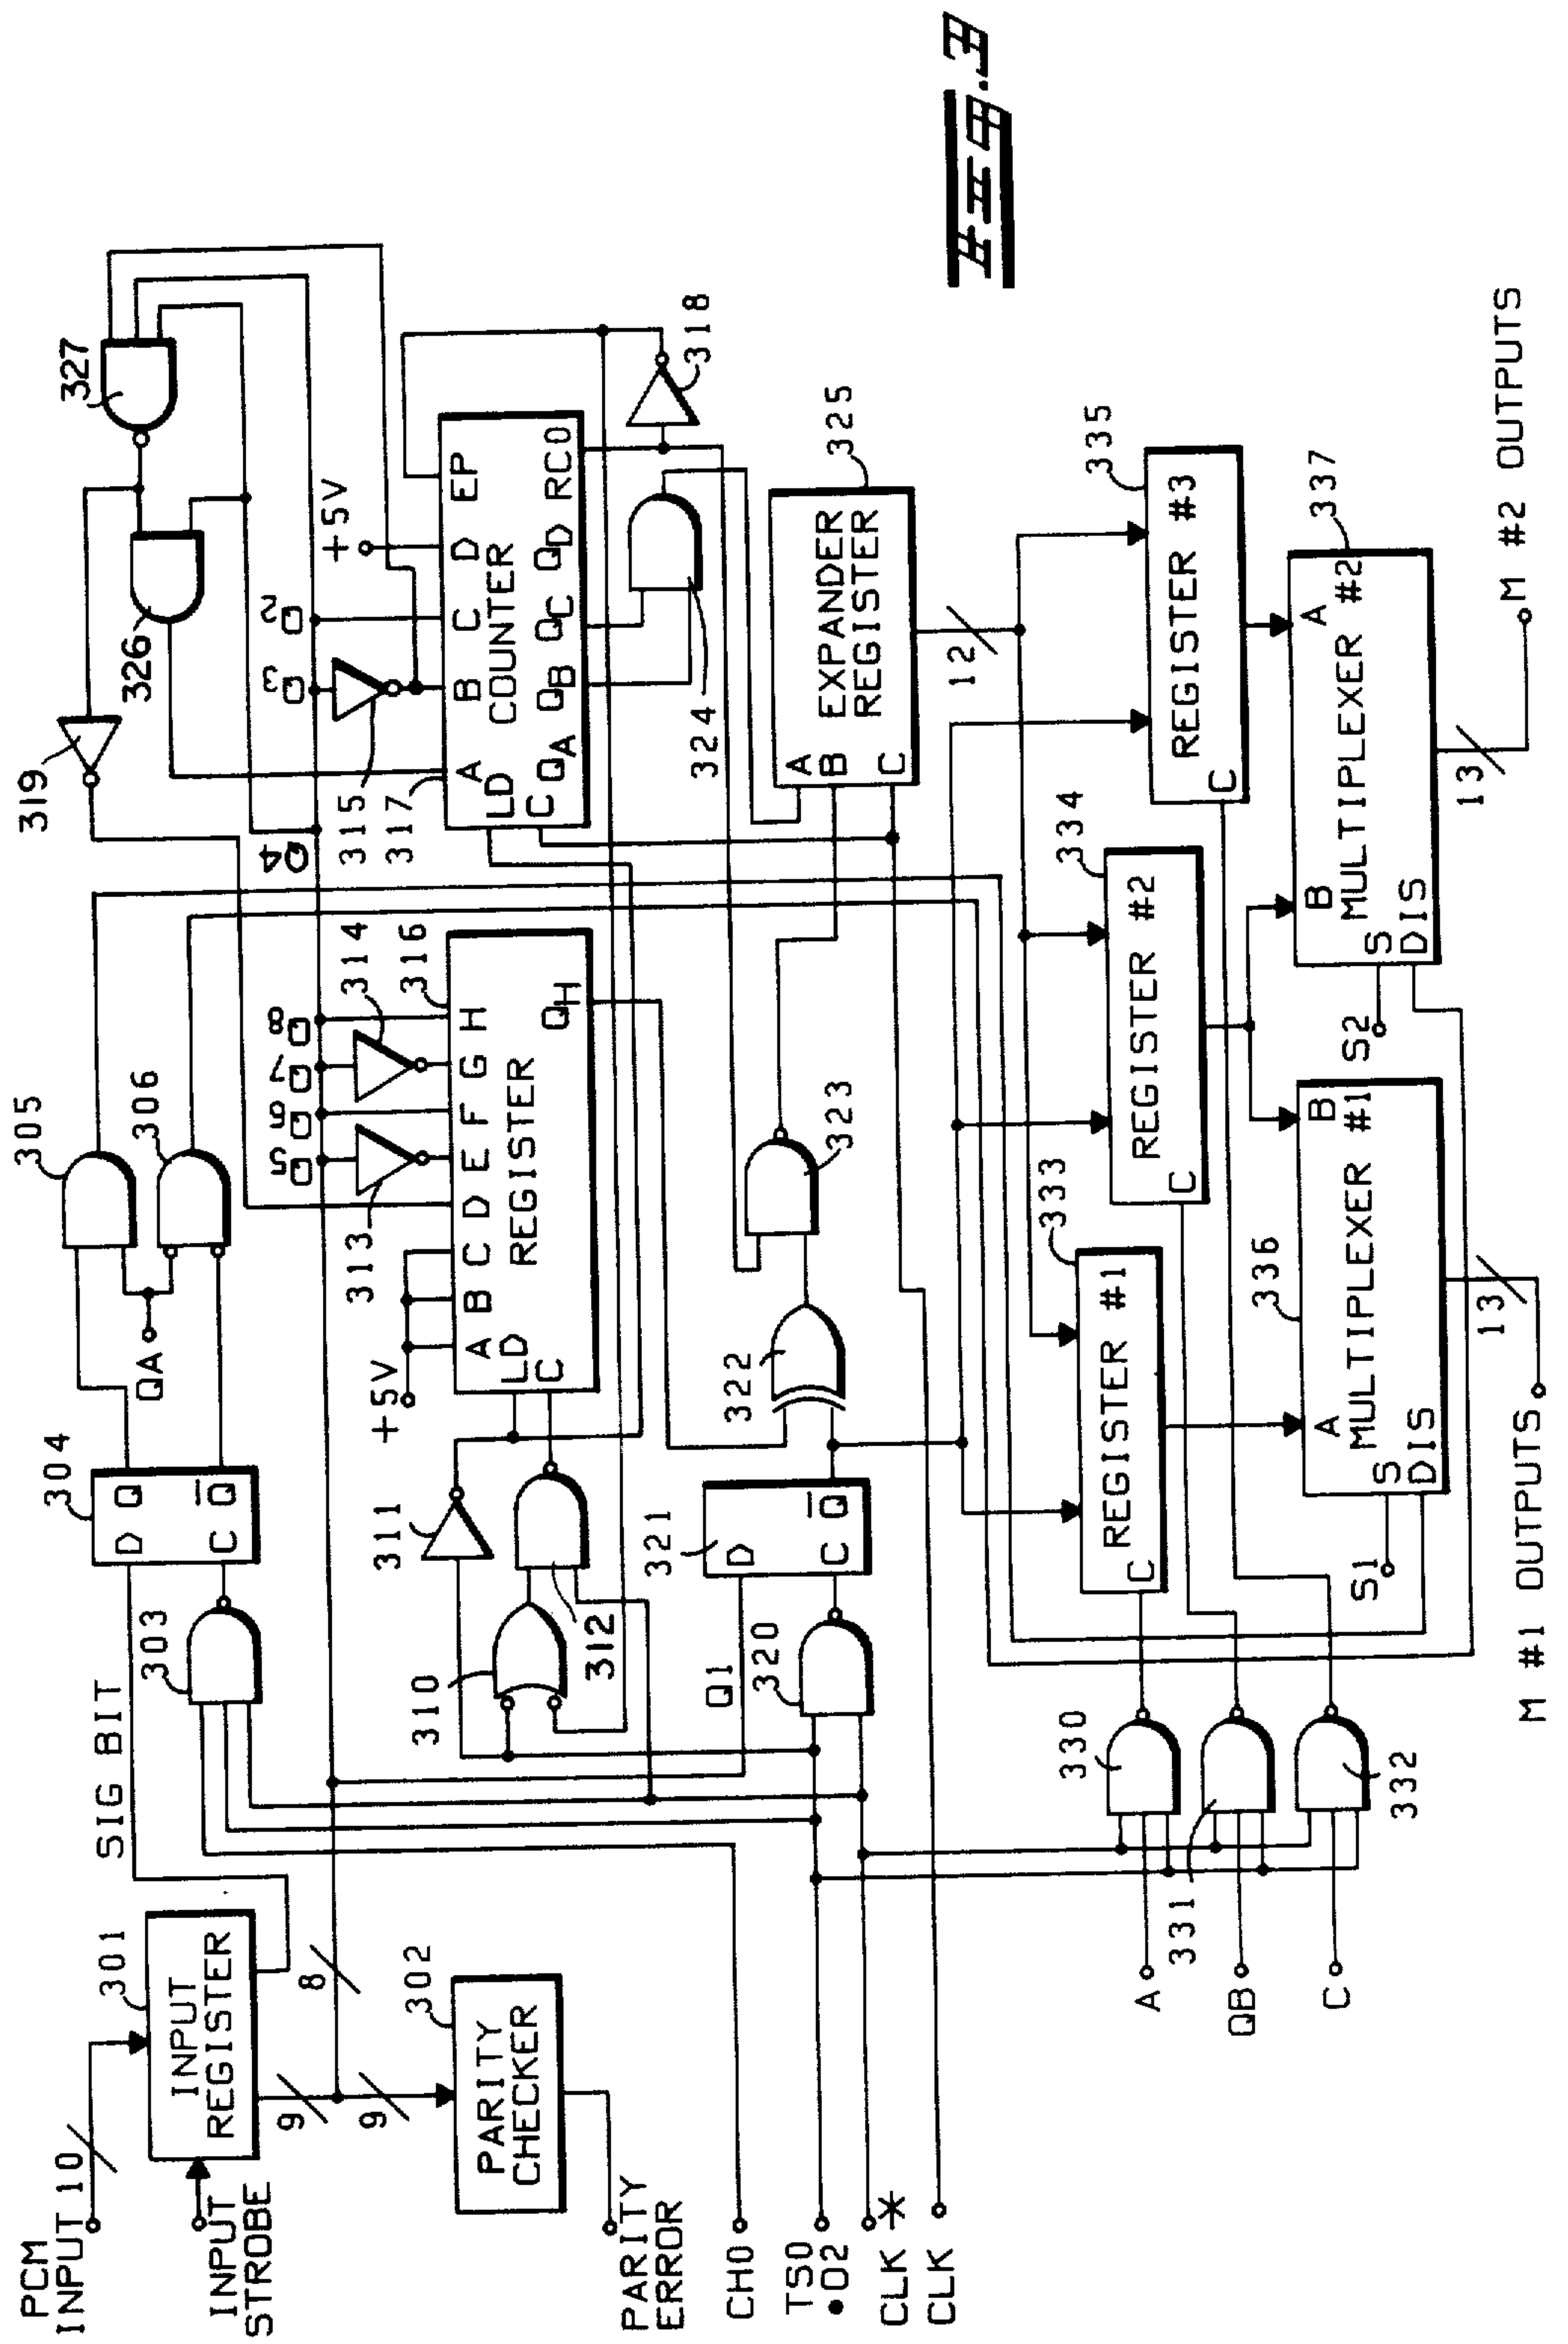 PCM
INPUT 10
INPUT
STROBE
301
INPUT
REGISTER
9
9
8
302
PARITY
CHECKER
PARITY
ERROR
CH0
TS0
•02
CLK *
CLK
SIG BIT
303
304
D Q
C Q̅
QA
305
306
310
311
312
+5V
A B C D E F G H
LD
C
REGISTER
QH
313
314
316
Q5
Q6
Q7
Q8
Q4
Q3
Q2
315
317
+5V
A B C D EP
LD
C
COUNTER
QA QB QC QD RCO
318
319
326
327
324
Q1
320
321
D
C Q̅
322
323
A
B
C
EXPANDER
REGISTER
325
12
330
331
332
A
QB
C
333
REGISTER #1
C
334
REGISTER #2
C
335
REGISTER #3
C
336
A B
MULTIPLEXER #1
S
DIS
S1
13
M #1 OUTPUTS
337
B A
MULTIPLEXER #2
S
DIS
S2
13
M #2 OUTPUTS
Fig. 3